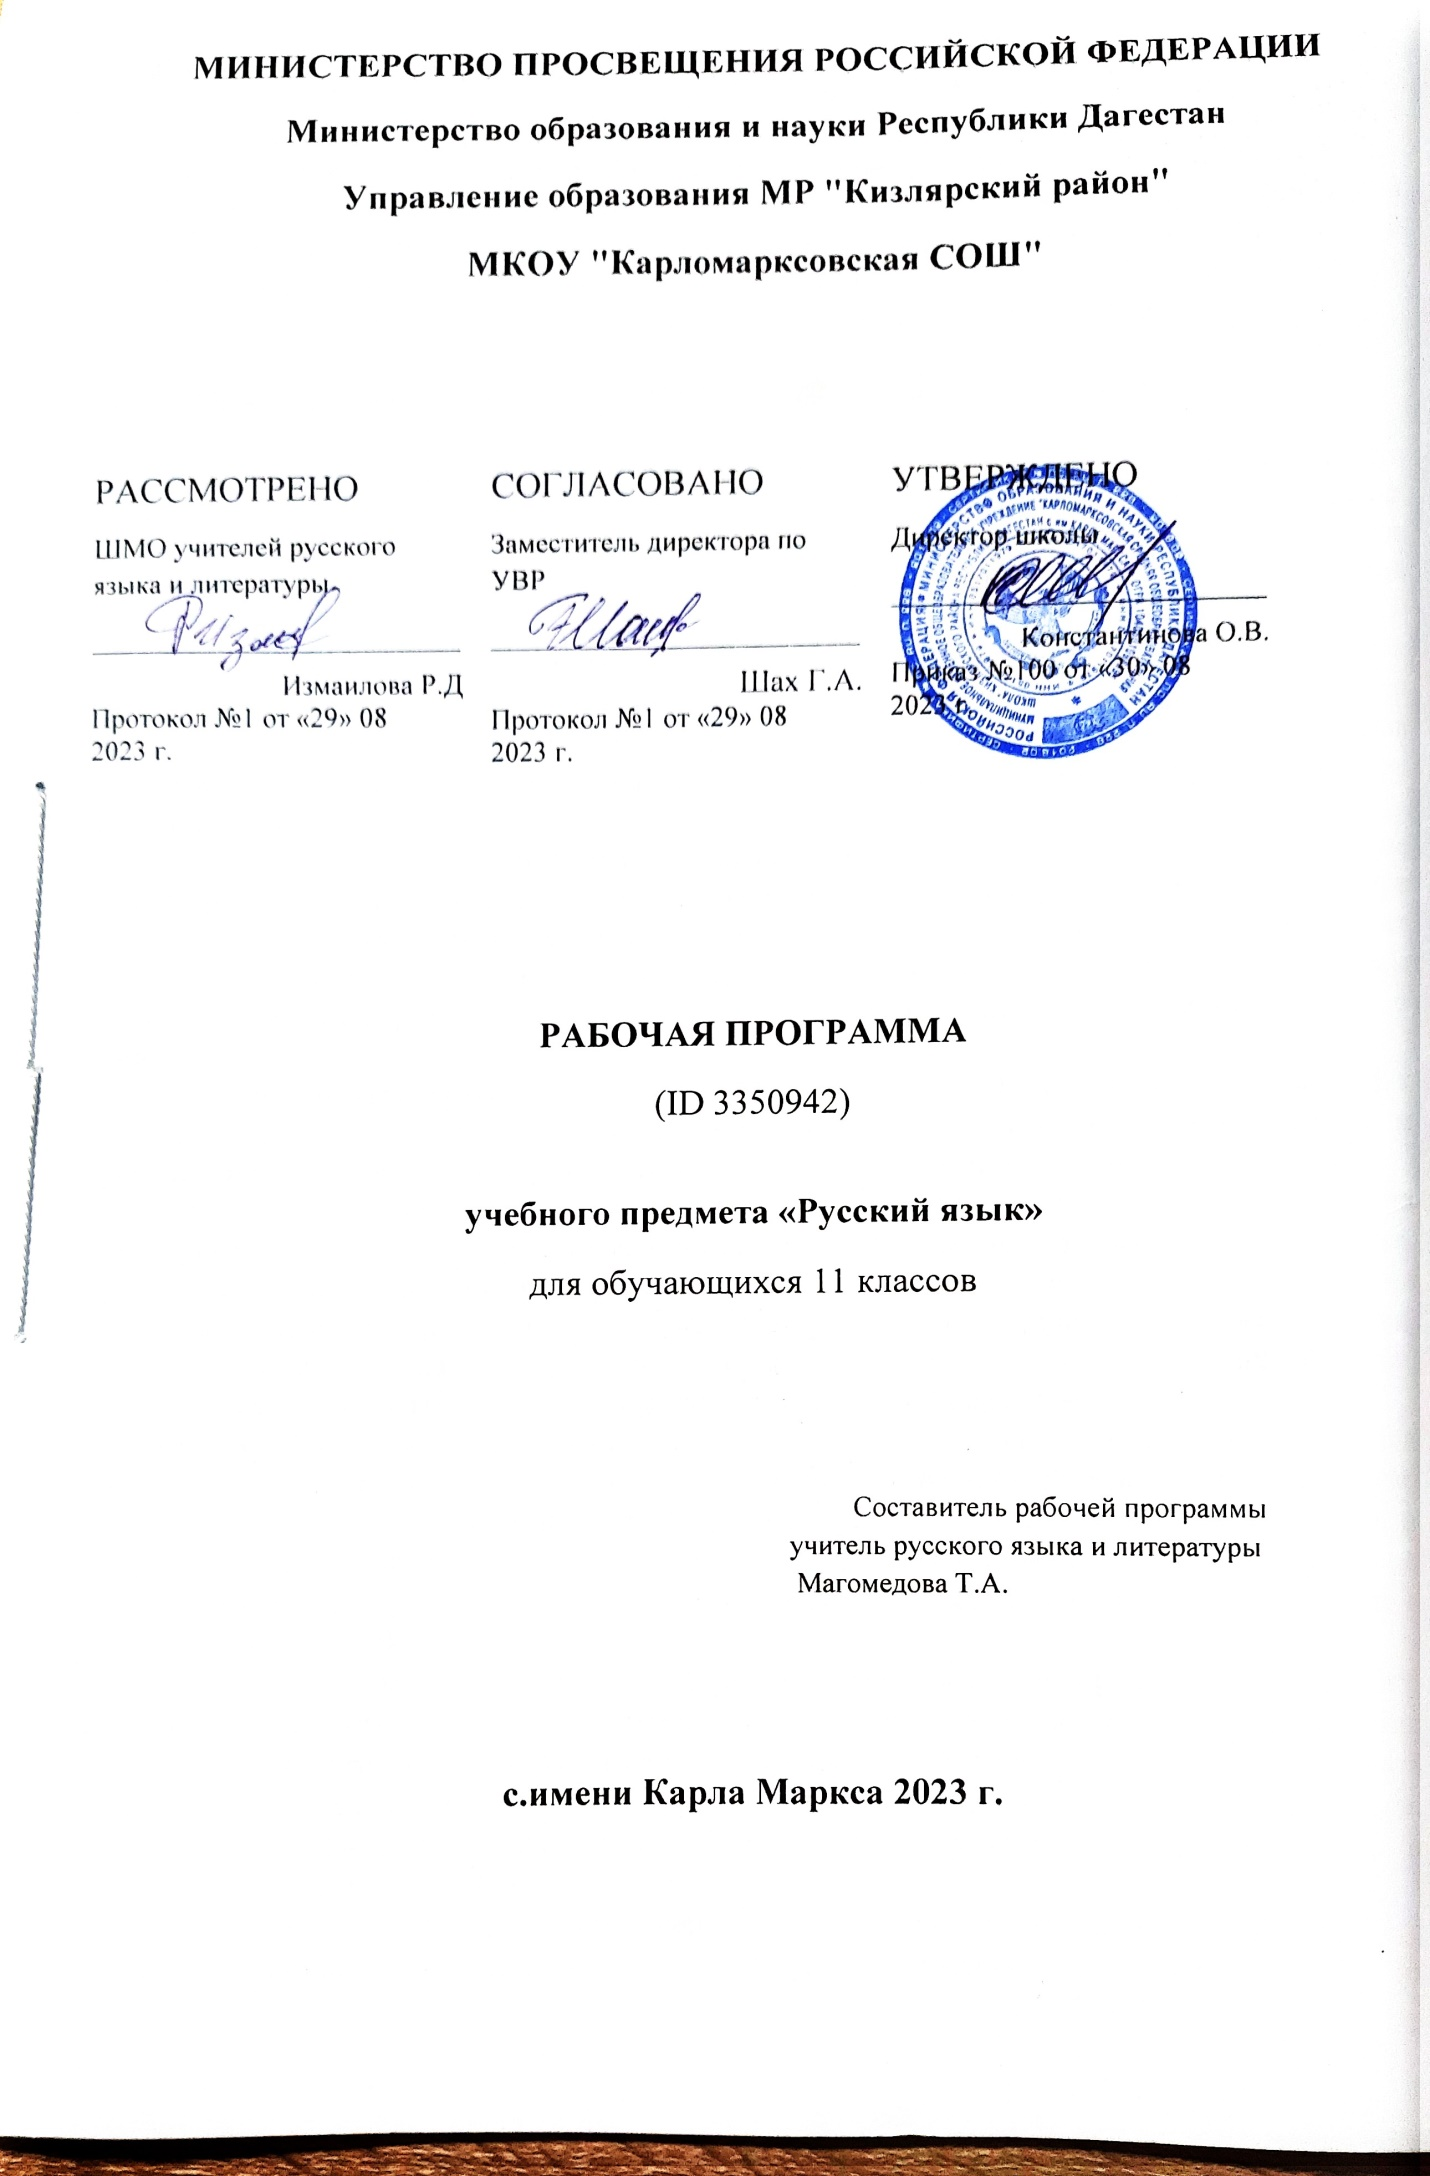 МИНИСТЕРСТВО ПРОСВЕЩЕНИЯ РОССИЙСКОЙ ФЕДЕРАЦИИ
Министерство образования и науки Республики Дагестан
Управление образования МР "Кизлярский район"
МКОУ "Карломарксовская СОШ"
РАССМОТРЕНО
ШМО учителей русского
языка и литературы
Измаилова Р.Д
Протокол №1 от «29» 08
2023 г.
СОГЛАСОВАНО
Заместитель директора по
УВР
Шах Г.А.
Протокол №1 от «29» 08
2023 г.
УТВЕРЖДЕНО
Директор школы
Константинова О.В.
Приказ №100 от «30» 08
2023 г.
РАБОЧАЯ ПРОГРАММА
(ID 3350942)
учебного предмета «Русский язык»
для обучающихся 11 классов
Составитель рабочей программы
учитель русского языка и литературы
Магомедова Т.А.
с.имени Карла Маркса 2023 г.